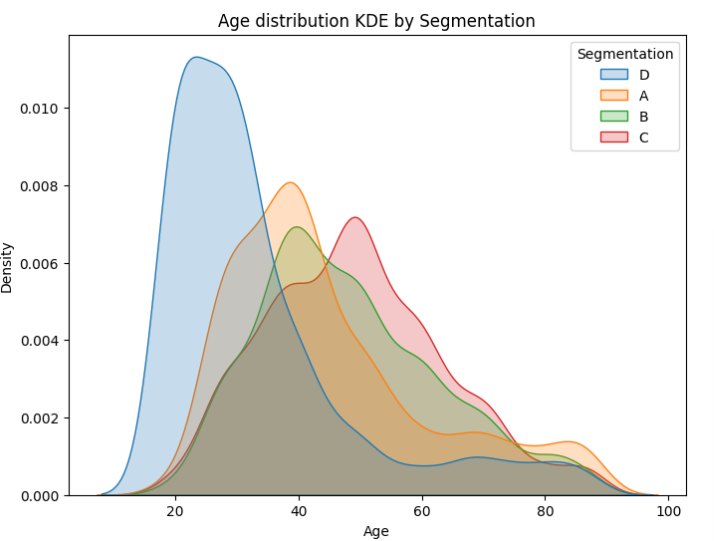 Age distribution KDE by Segmentation
Segmentation
D
A
B
C
0.010
0.008
0.006
0.004
0.002
0.000
Density
20 40 60 80 100
Age